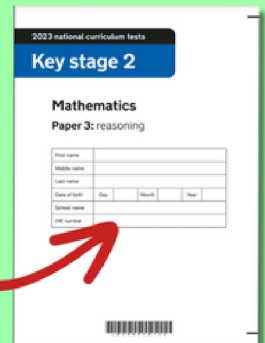 2023 national curriculum tests
Key stage 2
Mathematics
Paper 3: reasoning
First name
Middle name
Last name
Date of birth Day Month Year
School name
DfE number